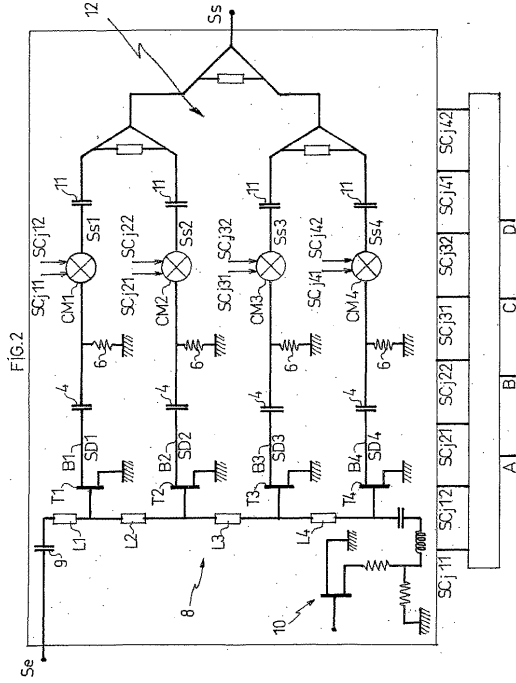 FIG.2
Se
9
L1
L2
L3
L4
8
10
T1
T2
T3
T4
B1
SD1
B2
SD2
B3
SD3
B4
SD4
4
4
4
4
6
6
6
6
SCj11
SCj12
CM1
SCj21
SCj22
CM2
SCj31
SCj32
CM3
SCj41
SCj42
CM4
Ss1
Ss2
Ss3
Ss4
11
11
11
11
12
Ss
SCj11
SCj12
SCj21
SCj22
SCj31
SCj32
SCj41
SCj42
A
B
C
D